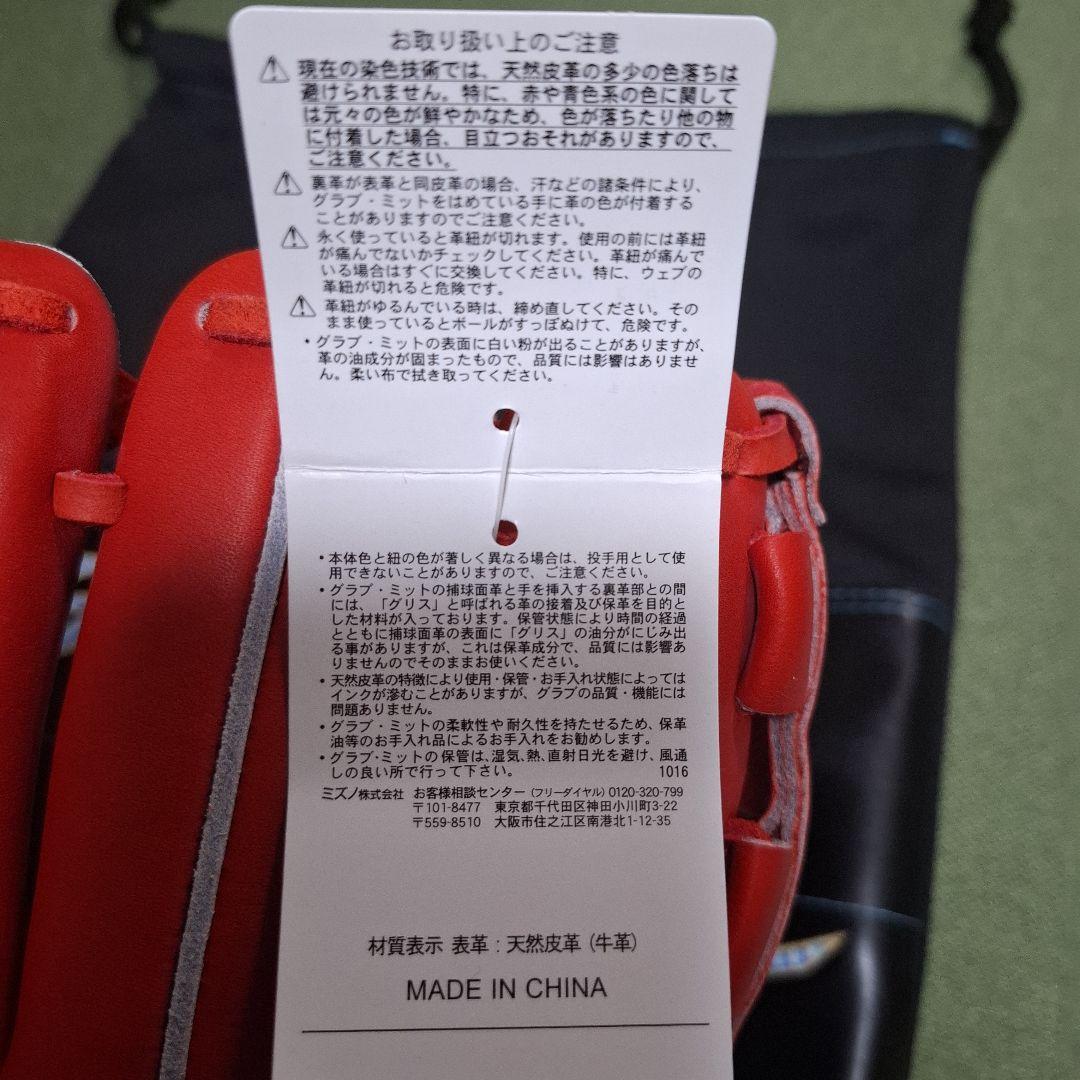 お取り扱い上のご注意
現在の染色技術では、天然皮革の多少の色落ちは
避けられません。特に、赤や青色系の色に関して
は元々の色が鮮やかなため、色が落ちたり他の物
に付着した場合、目立つおそれがありますので、
ご注意ください。
裏革が表革と同皮革の場合、汗などの諸条件により、
グラブ・ミットをはめている手に革の色が付着する
ことがありますのでご注意ください。
永く使っていると革紐が切れます。使用の前には革紐
が痛んでないかチェックしてください。革紐が痛んで
いる場合はすぐに交換してください。特に、ウェブの
革紐が切れると危険です。
革紐がゆるんでいる時は、締め直してください。その
まま使っているとボールがすっぽぬけて、危険です。
・グラブ・ミットの表面に白い粉が出ることがありますが、
革の油成分が固まったもので、品質には影響はありませ
ん。柔い布で拭き取ってください。
・本体色と紐の色が著しく異なる場合は、投手用として使
用できないことがありますので、ご注意ください。
・グラブ・ミットの捕球面革と手を挿入する裏革部との間
には、「グリス」と呼ばれる革の接着及び保革を目的と
した材料が入っております。保管状態により時間の経過
とともに捕球面革の表面に「グリス」の油分がにじみ出
る事がありますが、これは保革成分で、品質には影響あ
りませんのでそのままお使いください。
・天然皮革の特徴により使用・保管・お手入れ状態によっては
インクが滲むことがありますが、グラブの品質・機能には
問題ありません。
・グラブ・ミットの柔軟性や耐久性を持たせるため、保革
油等のお手入れ品によるお手入れをお勧めします。
・グラブ・ミットの保管は、湿気、熱、直射日光を避け、風通
しの良い所で行って下さい。 1016
ミズノ株式会社 お客様相談センター (フリーダイヤル) 0120-320-799
〒101-8477 東京都千代田区神田小川町3-22
〒559-8510 大阪市住之江区南港北1-12-35
材質表示 表革：天然皮革(牛革)
MADE IN CHINA